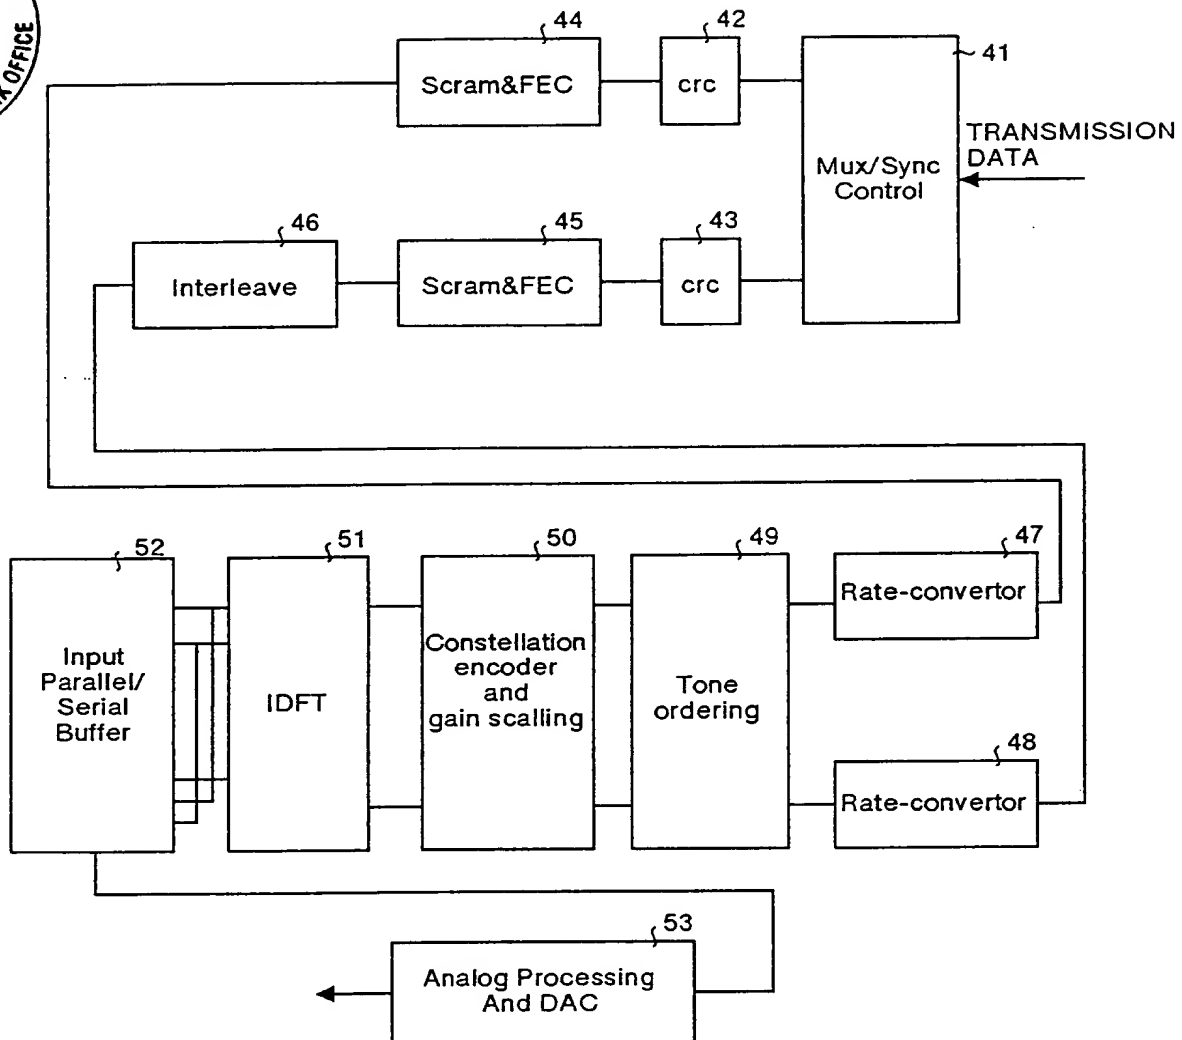 OFFICE
44
42
41
Scram&FEC
crc
Mux/Sync
Control
TRANSMISSION
DATA
46
45
43
Interleave
Scram&FEC
crc
52
51
50
49
47
Input
Parallel/
Serial
Buffer
IDFT
Constellation
encoder
and
gain scalling
Tone
ordering
Rate-convertor
48
Rate-convertor
53
Analog Processing
And DAC